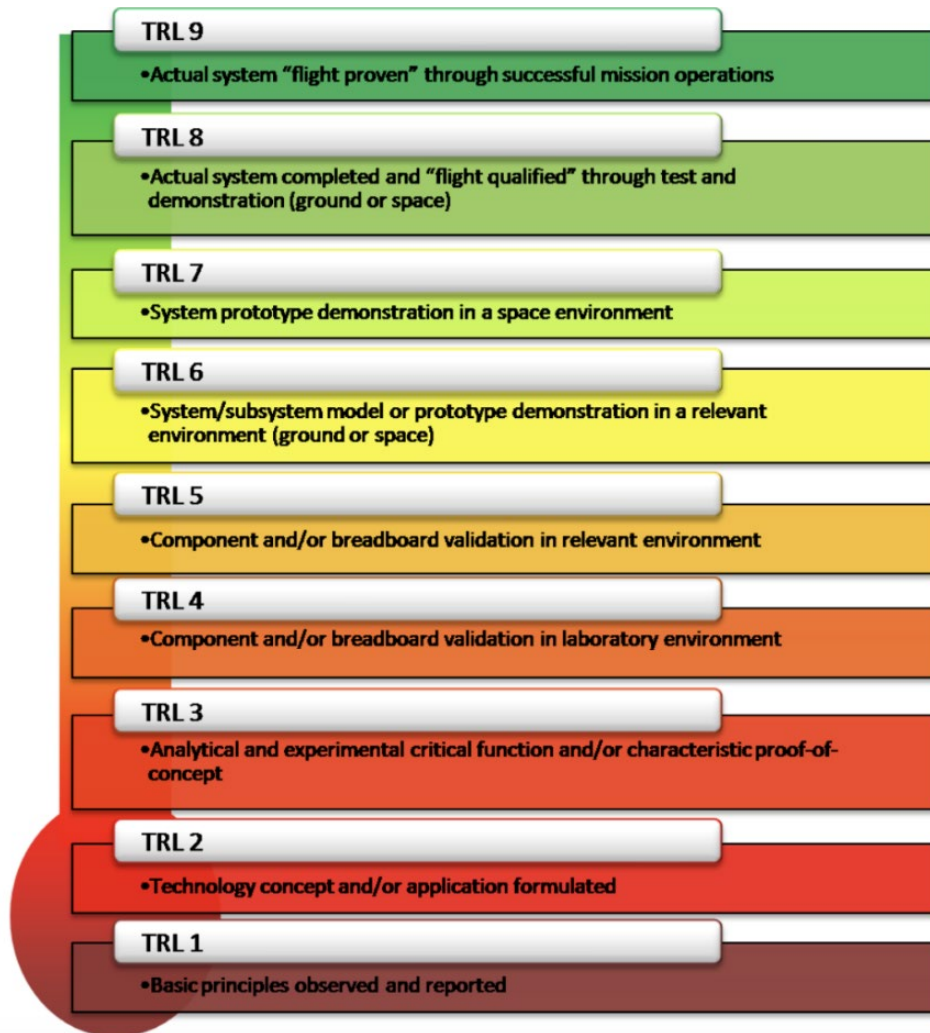 TRL 9
•Actual system “flight proven” through successful mission operations
TRL 8
•Actual system completed and “flight qualified” through test and
demonstration (ground or space)
TRL 7
•System prototype demonstration in a space environment
TRL 6
•System/subsystem model or prototype demonstration in a relevant
environment (ground or space)
TRL 5
•Component and/or breadboard validation in relevant environment
TRL 4
•Component and/or breadboard validation in laboratory environment
TRL 3
•Analytical and experimental critical function and/or characteristic proof-of-
concept
TRL 2
•Technology concept and/or application formulated
TRL 1
•Basic principles observed and reported